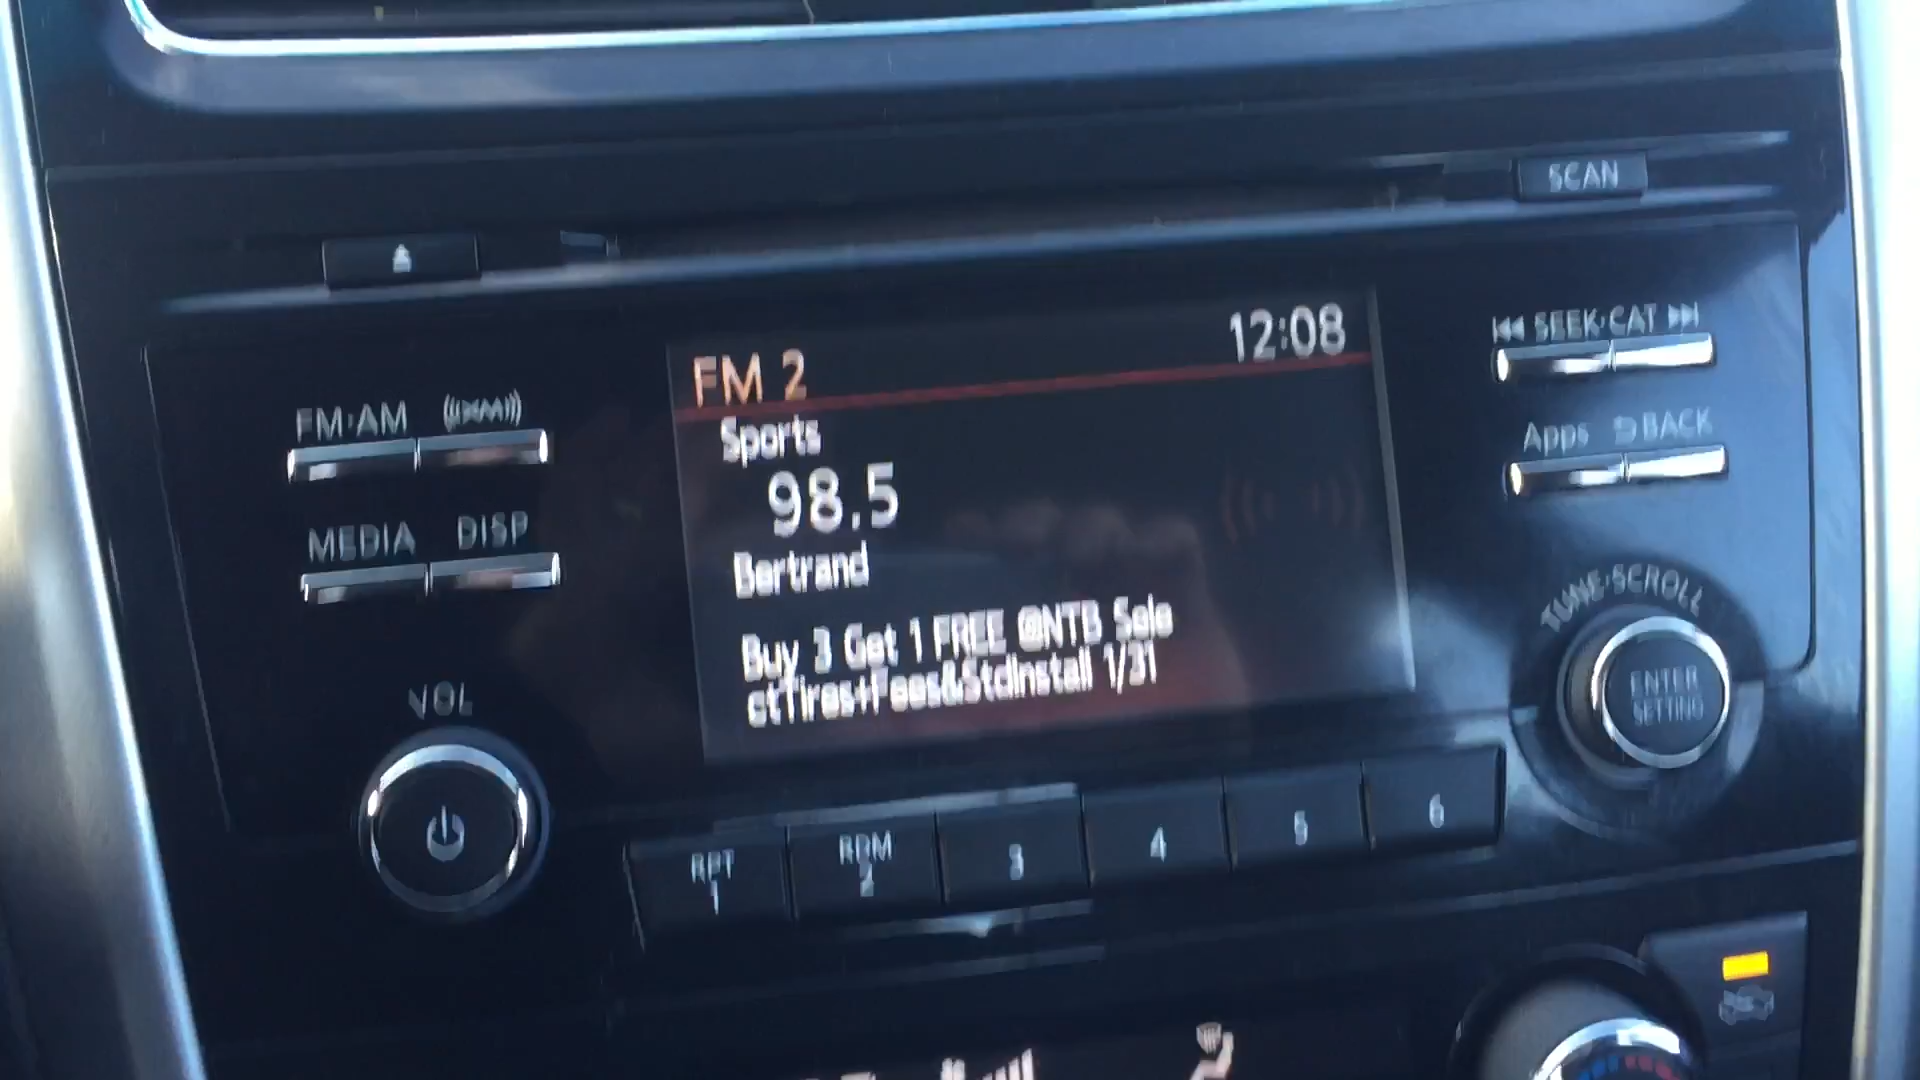 SCAN
12:08
FM 2
SEEK·CAT
FM·AM
((XM))
Sports
Apps
BACK
98.5
MEDIA
DISP
Bertrand
TUNE·SCROLL
Buy 3 Get 1 FREE @NTB Sele
ctTires+Fees&StdInstall 1/31
ENTER
SETTING
VOL
RPT
1
RDM
2
3
4
5
6